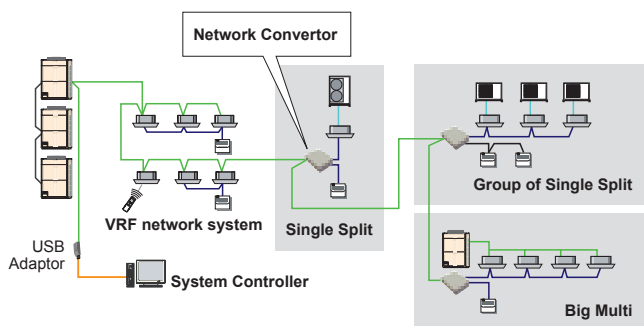 Network Convertor
VRF network system
Single Split
Group of Single Split
USB
Adaptor
System Controller
Big Multi